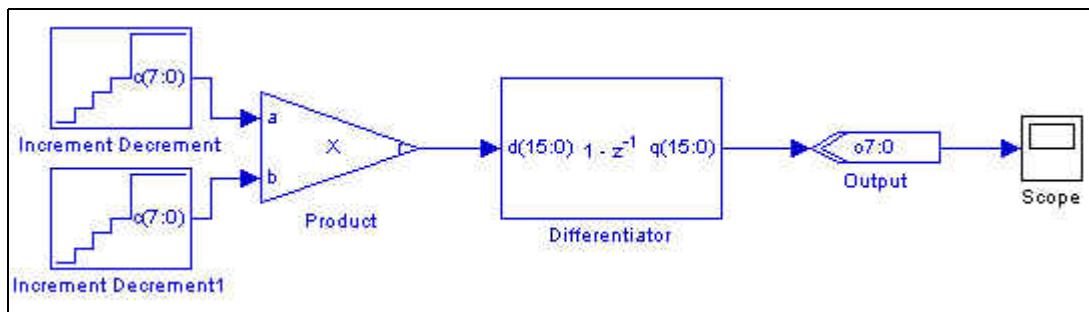 c(7:0)
Increment Decrement
c(7:0)
Increment Decrement1
a
b
X
r
Product
d(15:0) 1 - z⁻¹ q(15:0)
Differentiator
o7:0
Output
Scope